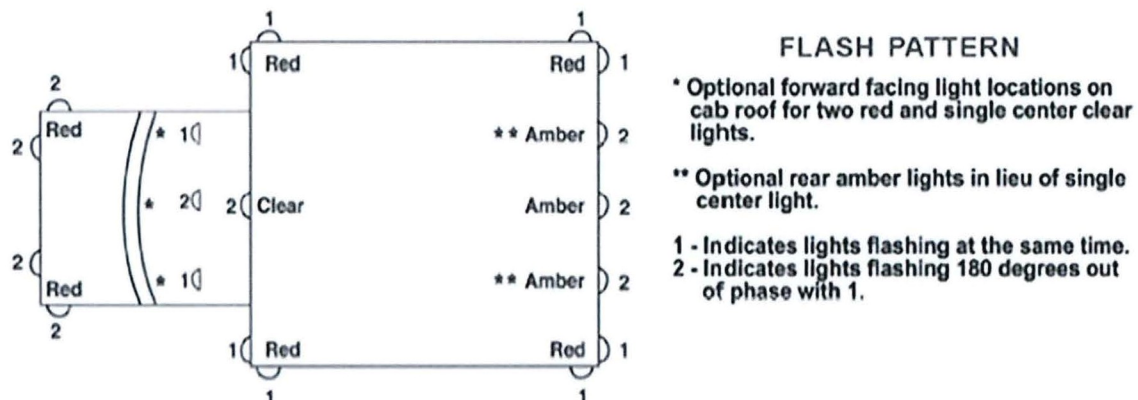 1 1
1 Red Red 1
2
Red
2
* 1
** Amber 2
* 2
2 Clear
Amber 2
2
* 1
** Amber 2
Red
2
1 Red Red 1
1 1
FLASH PATTERN
* Optional forward facing light locations on
cab roof for two red and single center clear
lights.
** Optional rear amber lights in lieu of single
center light.
1 - Indicates lights flashing at the same time.
2 - Indicates lights flashing 180 degrees out
of phase with 1.